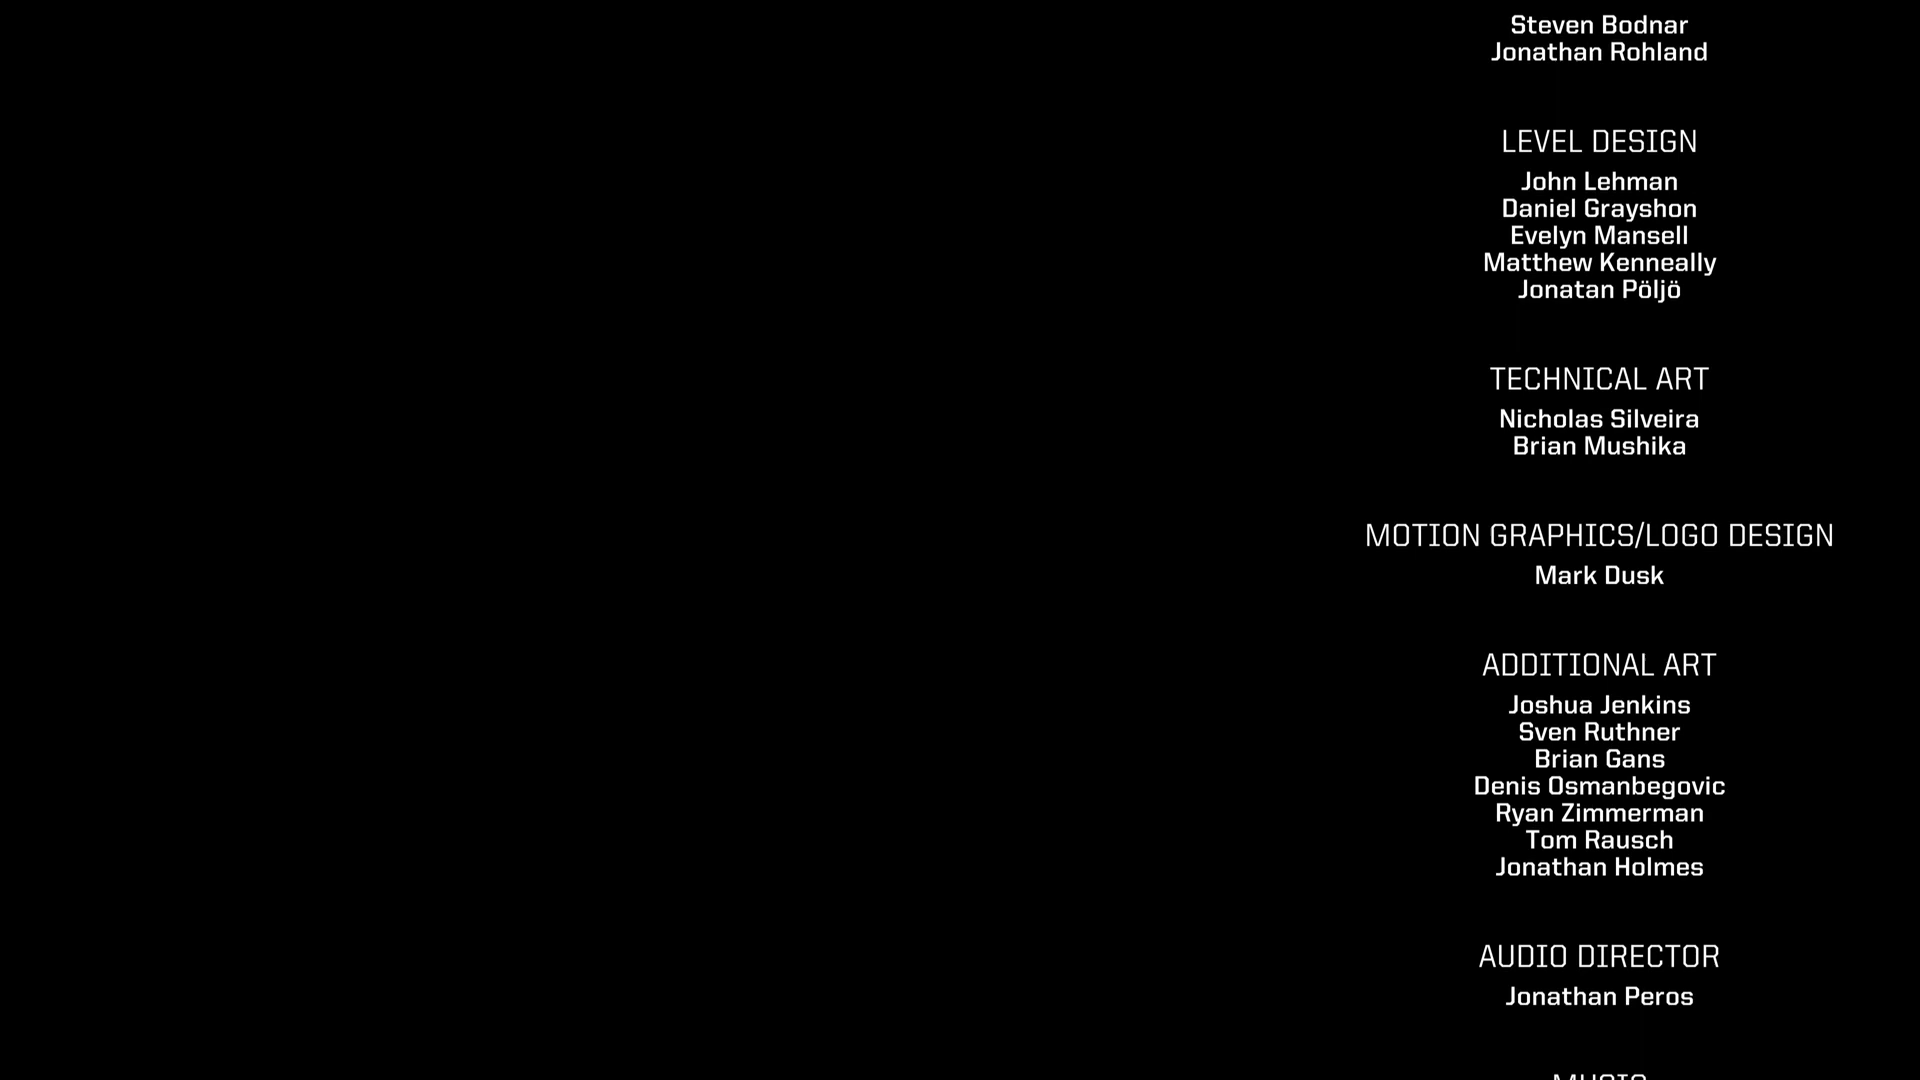 Steven Bodnar
Jonathan Rohland
LEVEL DESIGN
John Lehman
Daniel Grayshon
Evelyn Mansell
Matthew Kenneally
Jonatan Pöljö
TECHNICAL ART
Nicholas Silveira
Brian Mushika
MOTION GRAPHICS/LOGO DESIGN
Mark Dusk
ADDITIONAL ART
Joshua Jenkins
Sven Ruthner
Brian Gans
Denis Osmanbegovic
Ryan Zimmerman
Tom Rausch
Jonathan Holmes
AUDIO DIRECTOR
Jonathan Peros
MUSIC